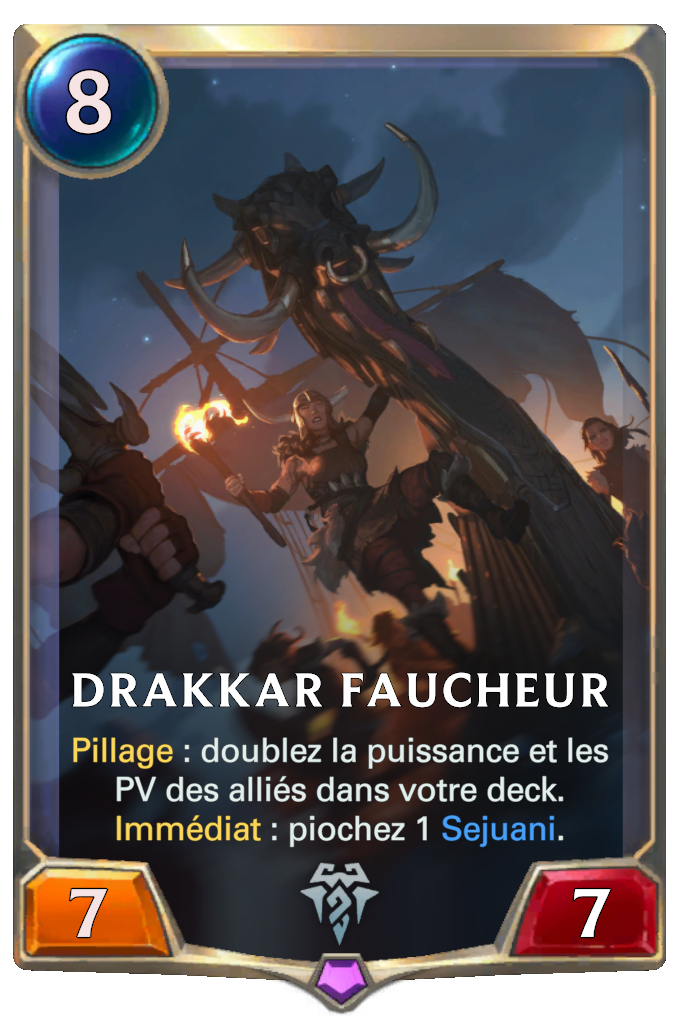 8
DRAKKAR FAUCHEUR
Pillage : doublez la puissance et les
PV des alliés dans votre deck.
Immédiat : piochez 1 Sejuani.
7
7